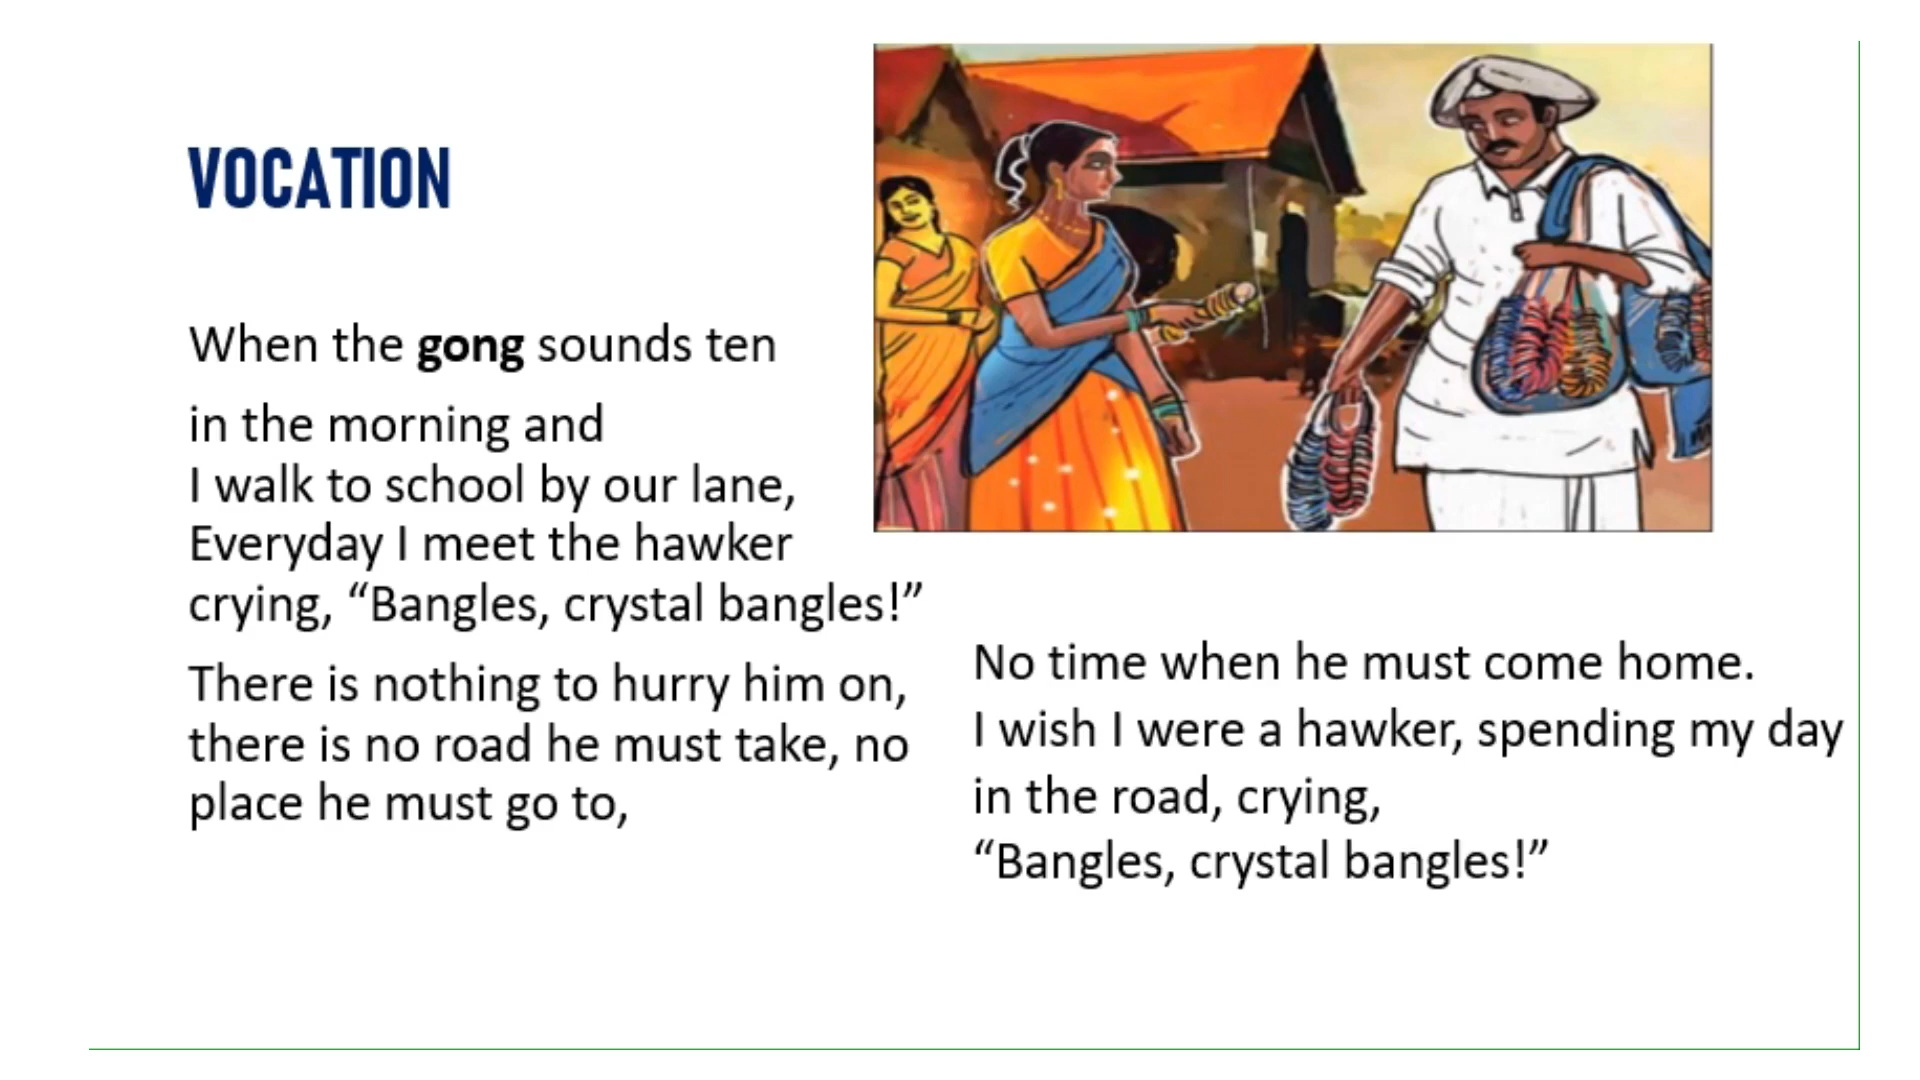 VOCATION
When the gong sounds ten
in the morning and
I walk to school by our lane,
Everyday I meet the hawker
crying, “Bangles, crystal bangles!”
There is nothing to hurry him on,
there is no road he must take, no
place he must go to,
No time when he must come home.
I wish I were a hawker, spending my day
in the road, crying,
“Bangles, crystal bangles!”